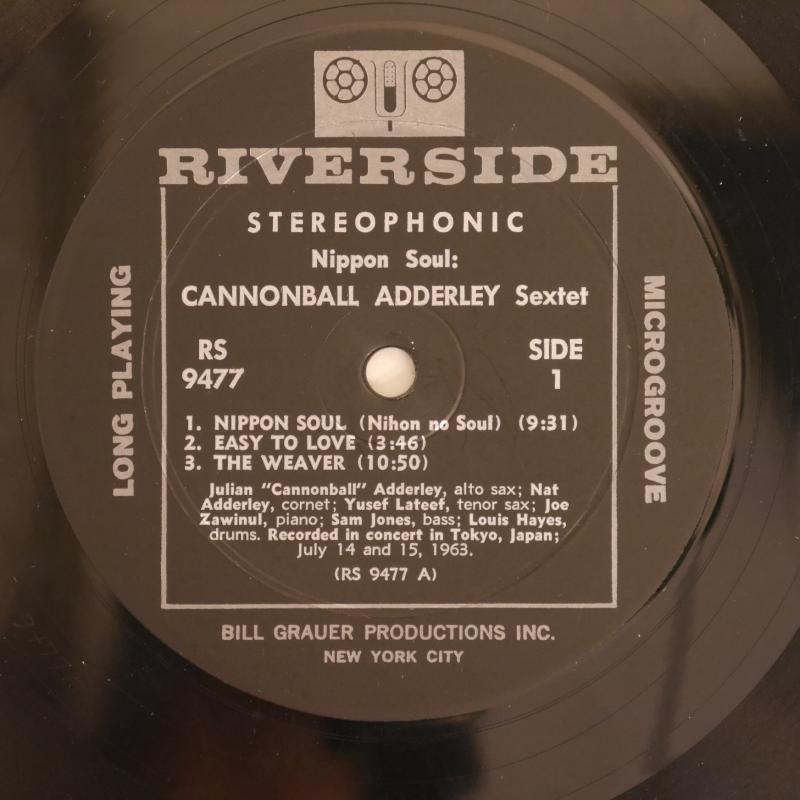 RIVERSIDE
STEREOPHONIC
Nippon Soul:
CANNONBALL ADDERLEY Sextet
RS
9477
SIDE
1
LONG PLAYING
MICROGROOVE
1. NIPPON SOUL (Nihon no Soul) (9:31)
2. EASY TO LOVE (3:46)
3. THE WEAVER (10:50)
Julian "Cannonball" Adderley, alto sax; Nat
Adderley, cornet; Yusef Lateef, tenor sax; Joe
Zawinul, piano; Sam Jones, bass; Louis Hayes,
drums. Recorded in concert in Tokyo, Japan;
July 14 and 15, 1963.
(RS 9477 A)
BILL GRAUER PRODUCTIONS INC.
NEW YORK CITY